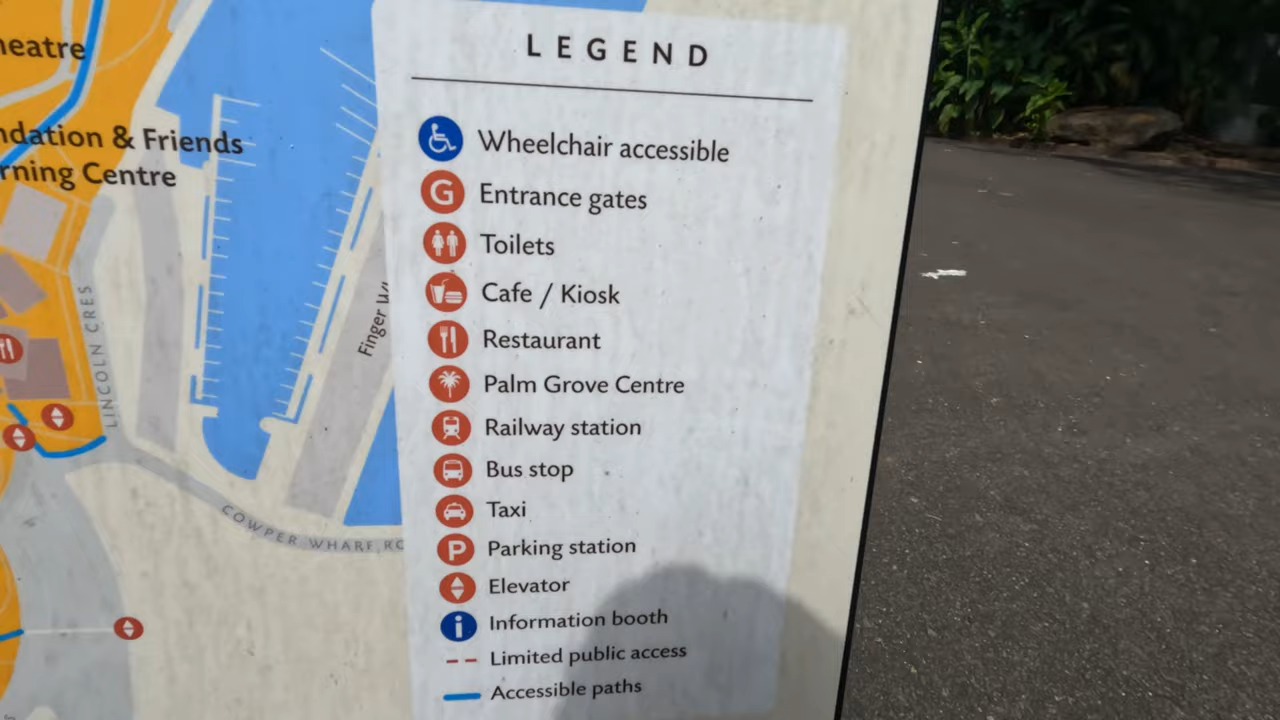 LEGEND
Wheelchair accessible
G Entrance gates
Toilets
Cafe / Kiosk
Restaurant
Palm Grove Centre
Railway station
Bus stop
Taxi
P Parking station
Elevator
i Information booth
Limited public access
Accessible paths
heatre
ndation & Friends
rning Centre
LINCOLN CRES
Finger W
COWPER WHARF